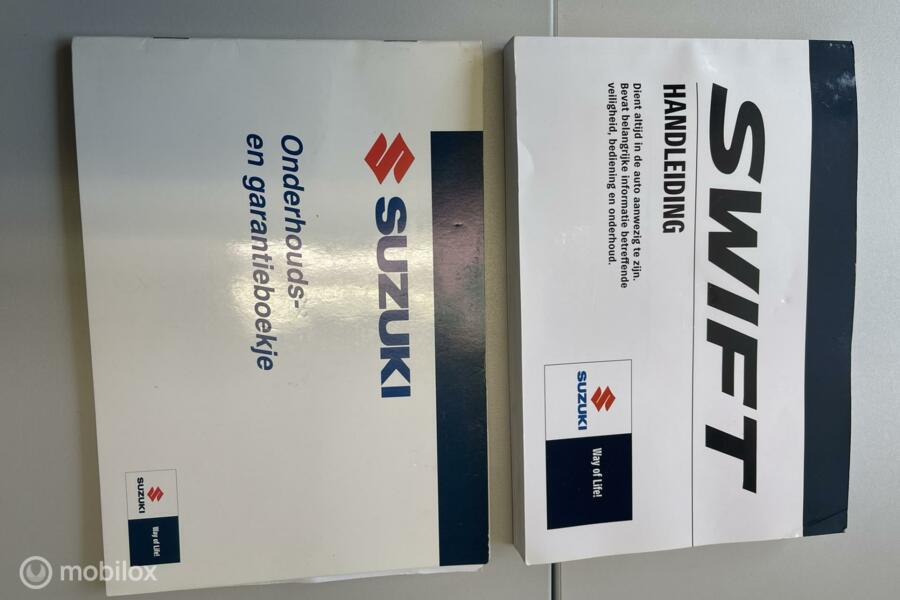 SUZUKI
Onderhouds-
en garantieboekje
SUZUKI
Way of Life!
SWIFT
HANDLEIDING
Dient altijd in de auto aanwezig te zijn.
Bevat belangrijke informatie betreffende
veiligheid, bediening en onderhoud.
SUZUKI
Way of Life!
mobilox